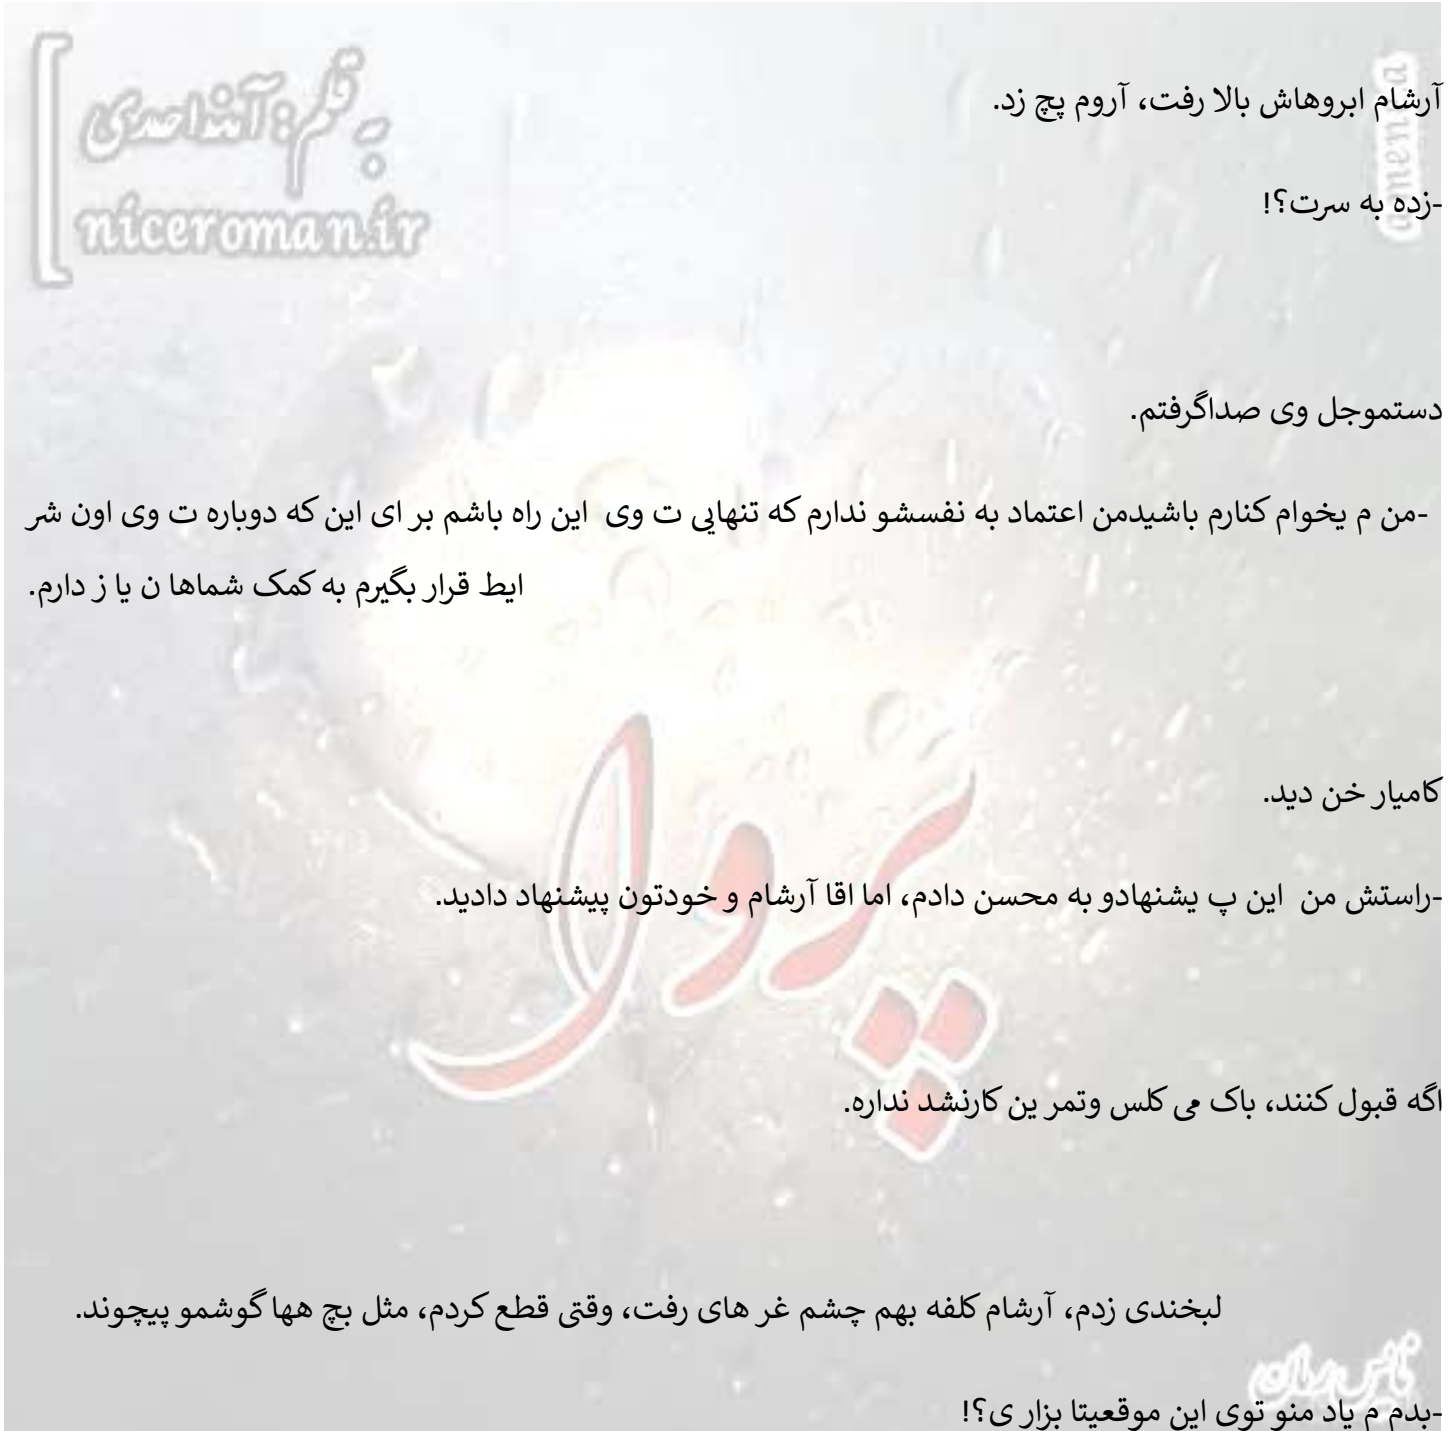 به قلم: آمنه احمدی
niceroman.ir
آرشام ابروهاش بالا رفت، آروم پچ زد.
-زده به سرت؟!
دستموجل وی صداگرفتم.
-من م یخوام کنارم باشیدمن اعتماد به نفسشو ندارم که تنهایی ت وی این راه باشم بر ای این که دوباره ت وی اون شر
ایط قرار بگیرم به کمک شماها ن یا ز دارم.
پروا
کامیار خن دید.
-راستش من این پ یشنهادو به محسن دادم، اما اقا آرشام و خودتون پیشنهاد دادید.
اگه قبول کنند، باک می کلس وتمر ین کارنشد نداره.
لبخندی زدم، آرشام کلفه بهم چشم غر های رفت، وقتی قطع کردم، مثل بچ هها گوشمو پیچوند.
نایس رمان
-بدم م یاد منو توی این موقعیتا بزار ی؟!